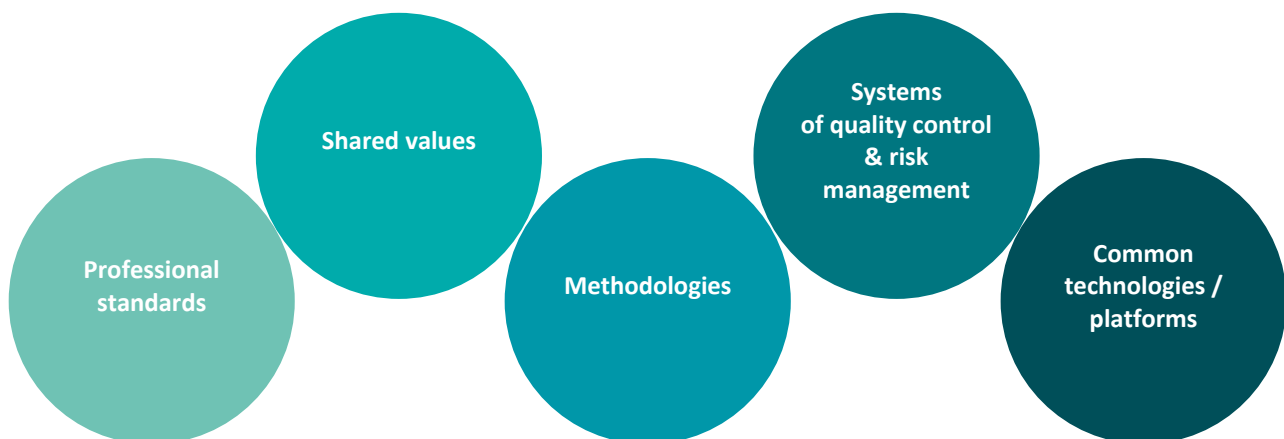 Professional
standards
Shared values
Methodologies
Systems
of quality control
& risk
management
Common
technologies /
platforms